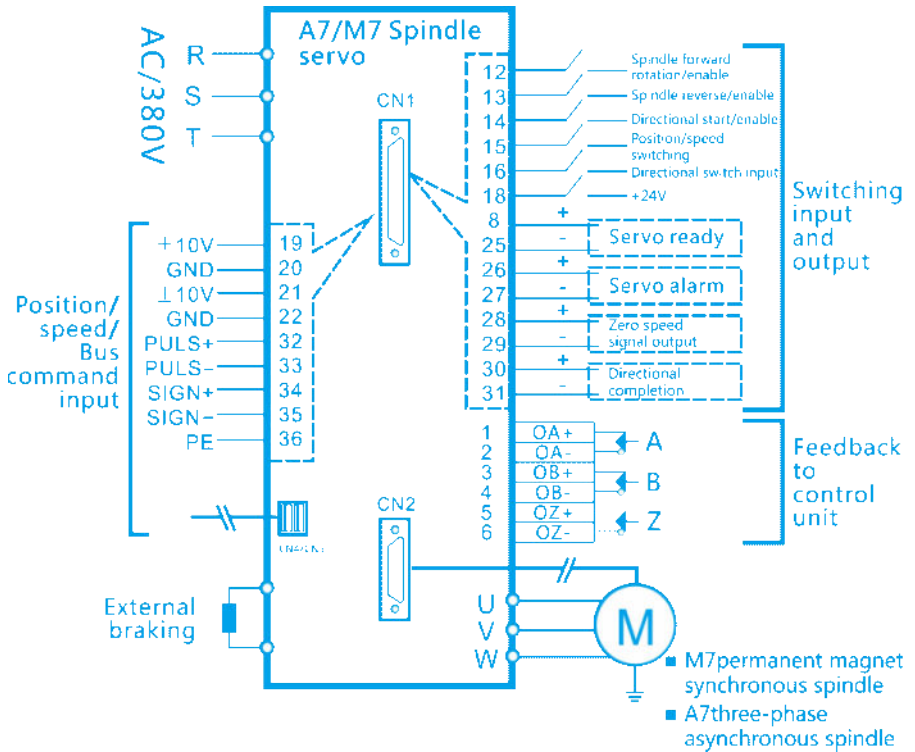 A7/M7 Spindle
servo
AC/380V
R
S
T
CN1
12
13
14
15
16
18
8
25
26
27
28
29
30
31
Spindle forward
rotation/enable
Spindle reverse/enable
Directional start/enable
Position/speed
switching
Directional switch input
+24V
+
-
Servo ready
+
-
Servo alarm
+
-
Zero speed
signal output
+
-
Directional
completion
Switching
input
and
output
Position/
speed/
Bus
command
input
+10V 19
GND 20
⊥10V 21
GND 22
PULS+ 32
PULS− 33
SIGN+ 34
SIGN− 35
PE 36
1 OA+
2 OA-
A
3 OB+
4 OB-
B
5 OZ+
6 OZ-
Z
Feedback
to
control
unit
CN2
External
braking
U
V
W
M
M7permanent magnet
synchronous spindle
A7three-phase
asynchronous spindle